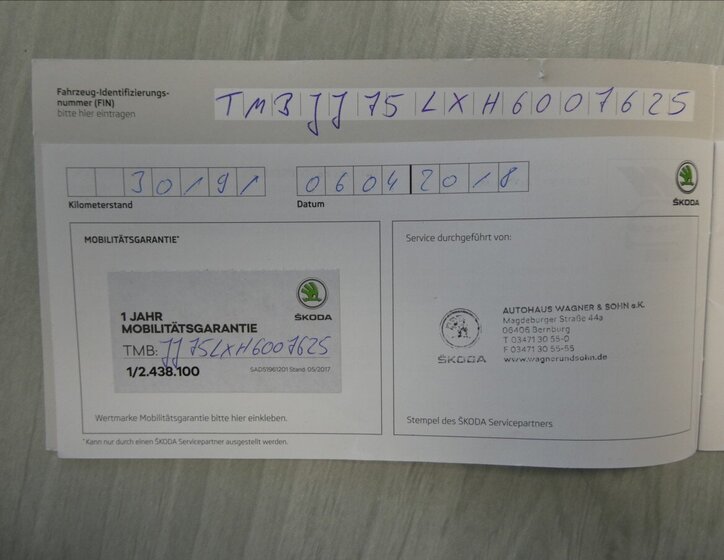 Fahrzeug-Identifizierungs-
nummer (FIN)
bitte hier eintragen
TMBJJ75LXH6007625
30191
Kilometerstand
06042018
Datum
ŠKODA
MOBILITÄTSGARANTIE*
ŠKODA
1 JAHR
MOBILITÄTSGARANTIE
TMB: JJ75LXH6007625
1/2.438.100
SAD51961201 Stand: 05/2017
Wertmarke Mobilitätsgarantie bitte hier einkleben.
*Kann nur durch einen ŠKODA Servicepartner ausgestellt werden.
Service durchgeführt von:
ŠKODA
AUTOHAUS WAGNER & SOHN e.K.
Magdeburger Straße 44a
06406 Bernburg
T 03471 30 55-0
F 03471 30 55-55
www.wagnerundsohn.de
Stempel des ŠKODA Servicepartners